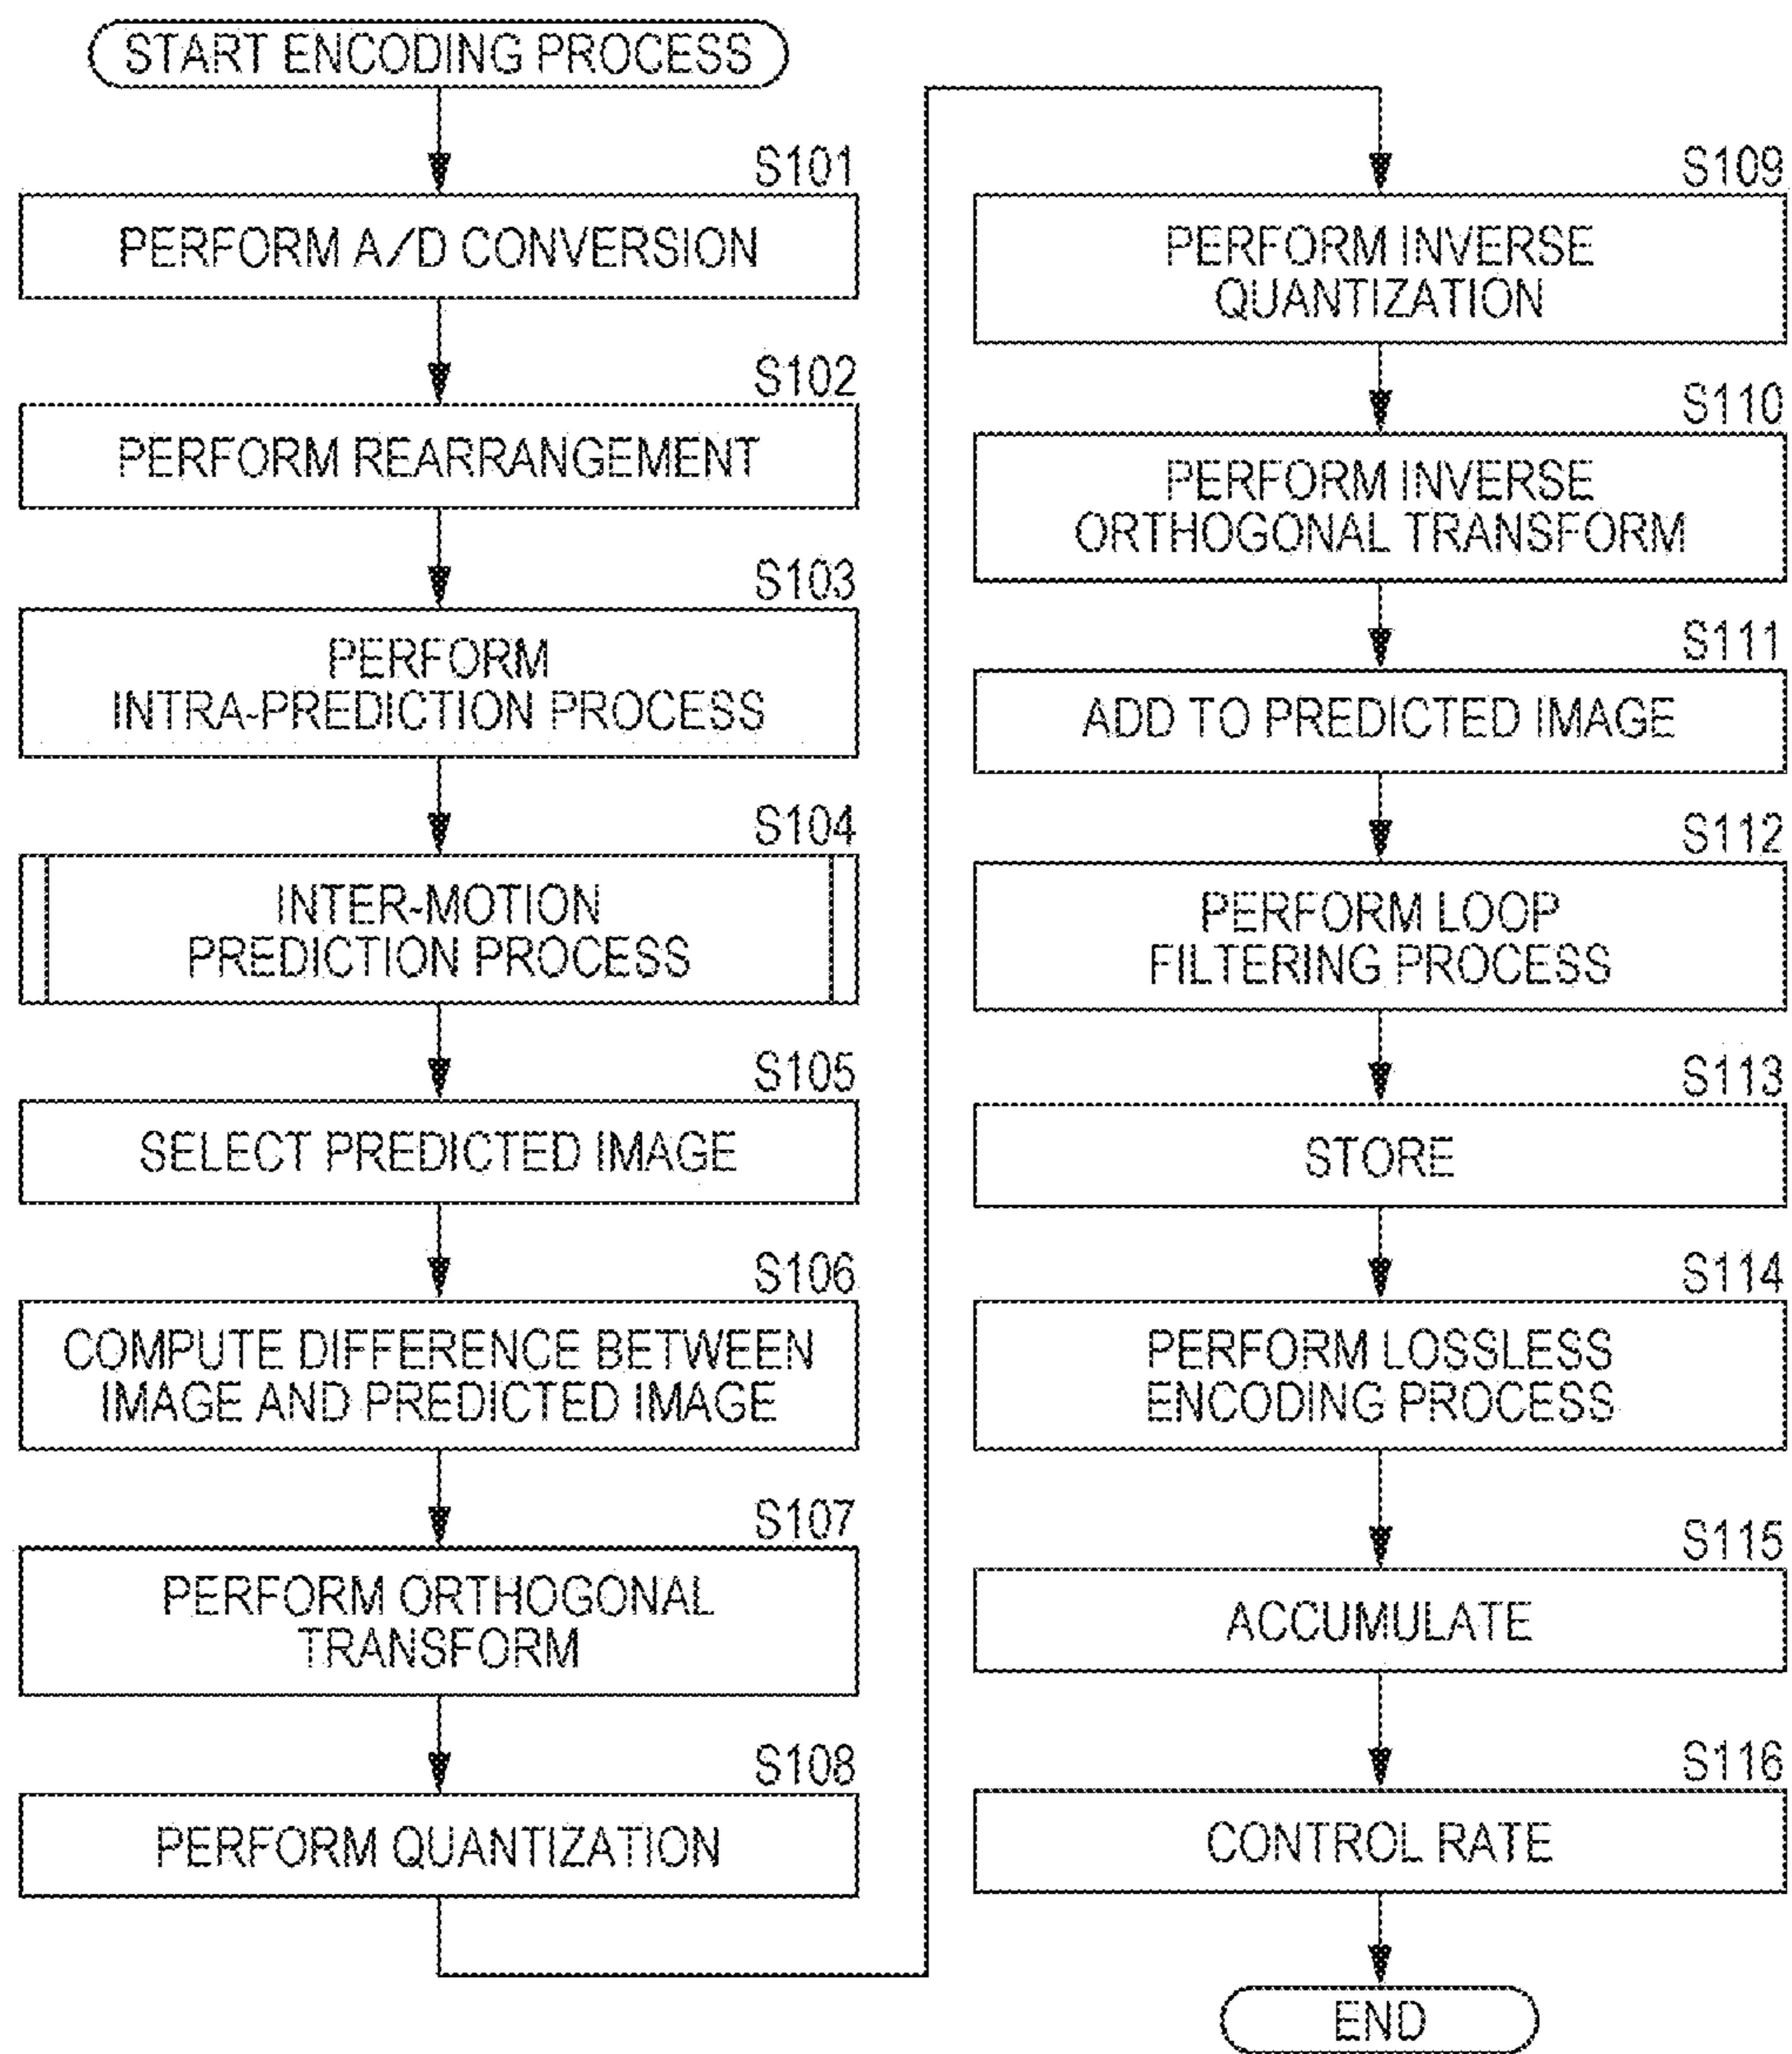 START ENCODING PROCESS
S101
PERFORM A/D CONVERSION
S102
PERFORM REARRANGEMENT
S103
PERFORM
INTRA-PREDICTION PROCESS
S104
INTER-MOTION
PREDICTION PROCESS
S105
SELECT PREDICTED IMAGE
S106
COMPUTE DIFFERENCE BETWEEN
IMAGE AND PREDICTED IMAGE
S107
PERFORM ORTHOGONAL
TRANSFORM
S108
PERFORM QUANTIZATION
S109
PERFORM INVERSE
QUANTIZATION
S110
PERFORM INVERSE
ORTHOGONAL TRANSFORM
S111
ADD TO PREDICTED IMAGE
S112
PERFORM LOOP
FILTERING PROCESS
S113
STORE
S114
PERFORM LOSSLESS
ENCODING PROCESS
S115
ACCUMULATE
S116
CONTROL RATE
END